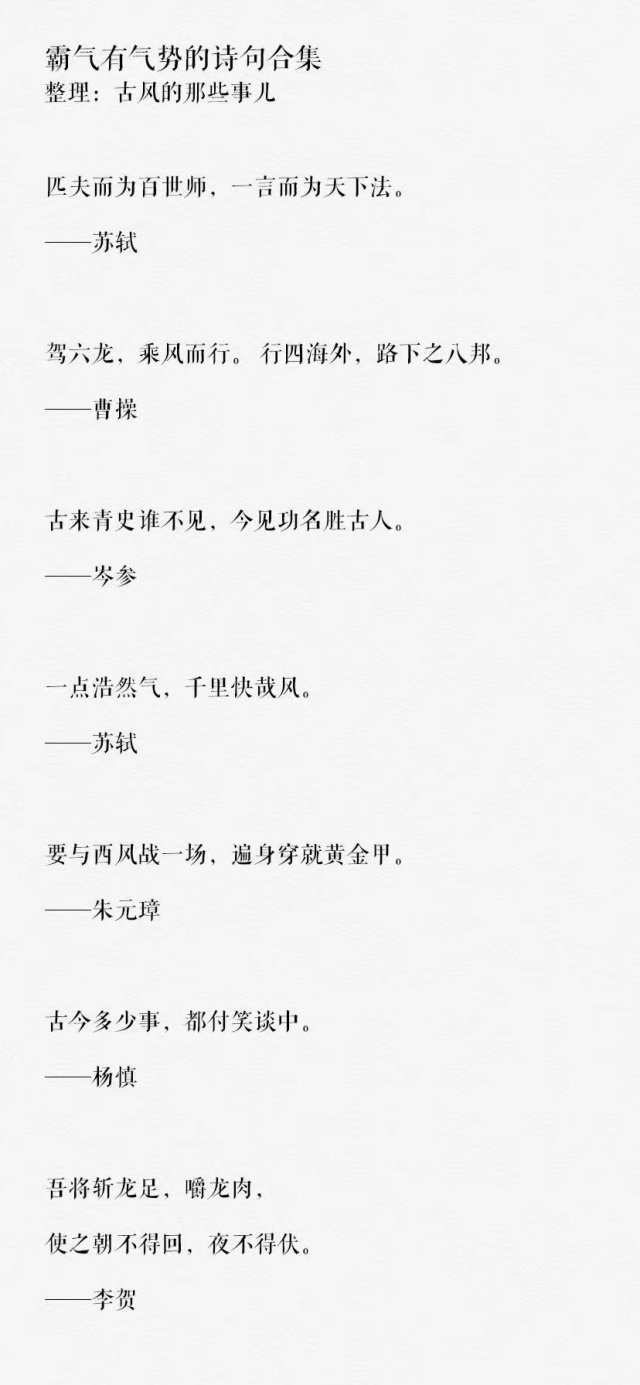 霸气有气势的诗句合集
整理：古风的那些事儿
匹夫而为百世师，一言而为天下法。
——苏轼
驾六龙，乘风而行。 行四海外，路下之八邦。
——曹操
古来青史谁不见，今见功名胜古人。
——岑参
一点浩然气，千里快哉风。
——苏轼
要与西风战一场，遍身穿就黄金甲。
——朱元璋
古今多少事，都付笑谈中。
——杨慎
吾将斩龙足，嚼龙肉，
使之朝不得回，夜不得伏。
——李贺